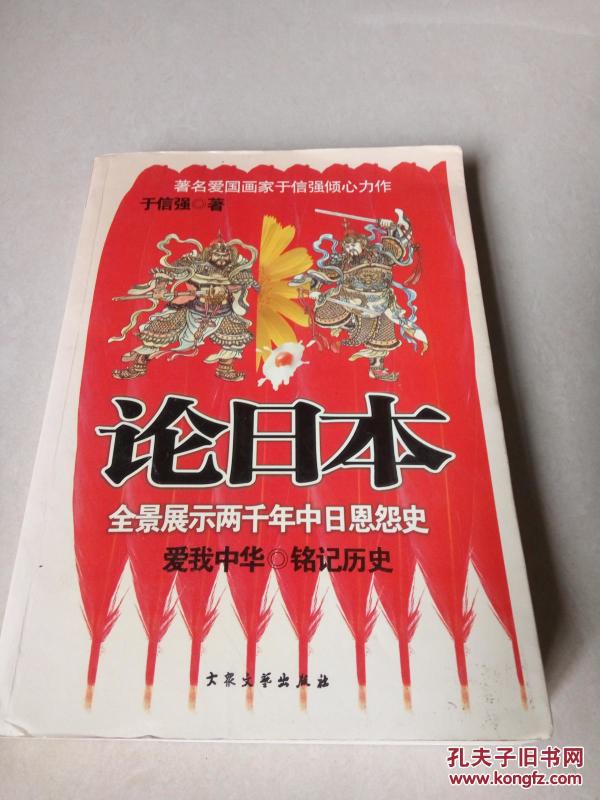 著名爱国画家于信强倾心力作
于信强◎著
论日本
全景展示两千年中日恩怨史
爱我中华◎铭记历史
大众文艺出版社
孔夫子旧书网
www.kongfz.com